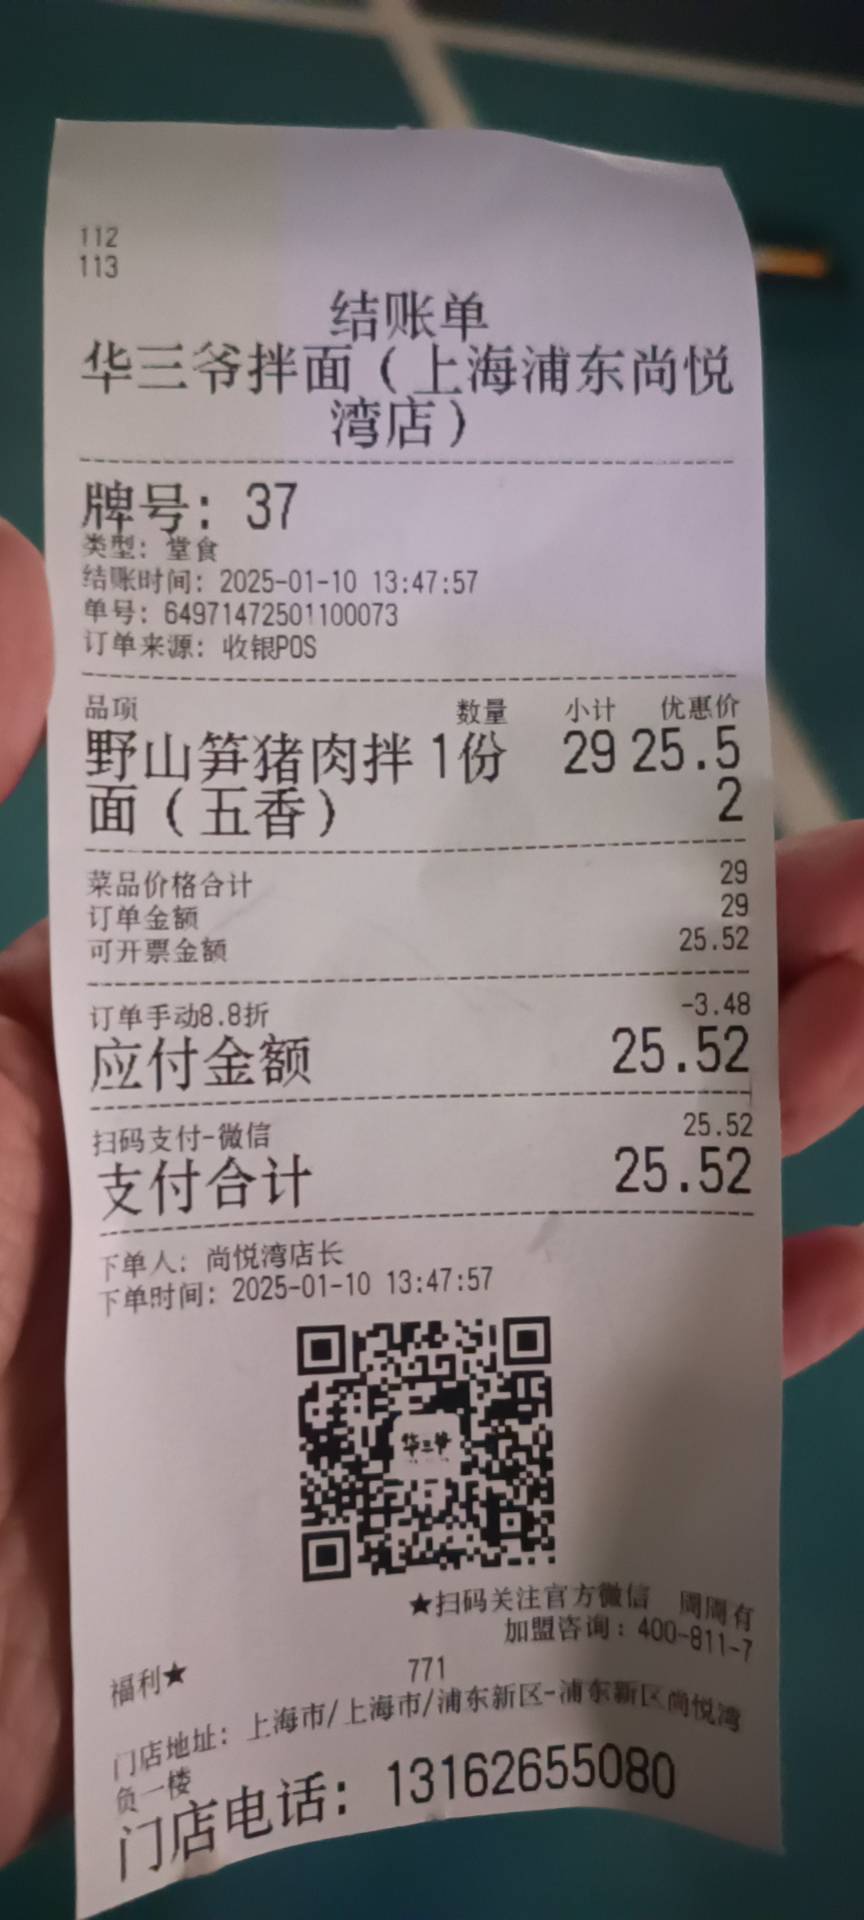 112
113
结账单
华三爷拌面（上海浦东尚悦
湾店）
牌号：37
类型：堂食
结账时间：2025-01-10 13:47:57
单号：64971472501100073
订单来源：收银POS
品项 数量 小计 优惠价
野山笋猪肉拌 1份 29 25.5
面（五香） 2
菜品价格合计 29
订单金额 29
可开票金额 25.52
订单手动8.8折 -3.48
应付金额 25.52
扫码支付-微信 25.52
支付合计 25.52
下单人：尚悦湾店长
下单时间：2025-01-10 13:47:57
华三爷
★扫码关注官方微信 周周有
加盟咨询：400-811-7
福利★ 771
门店地址：上海市/上海市/浦东新区-浦东新区尚悦湾
负一楼
门店电话：13162655080